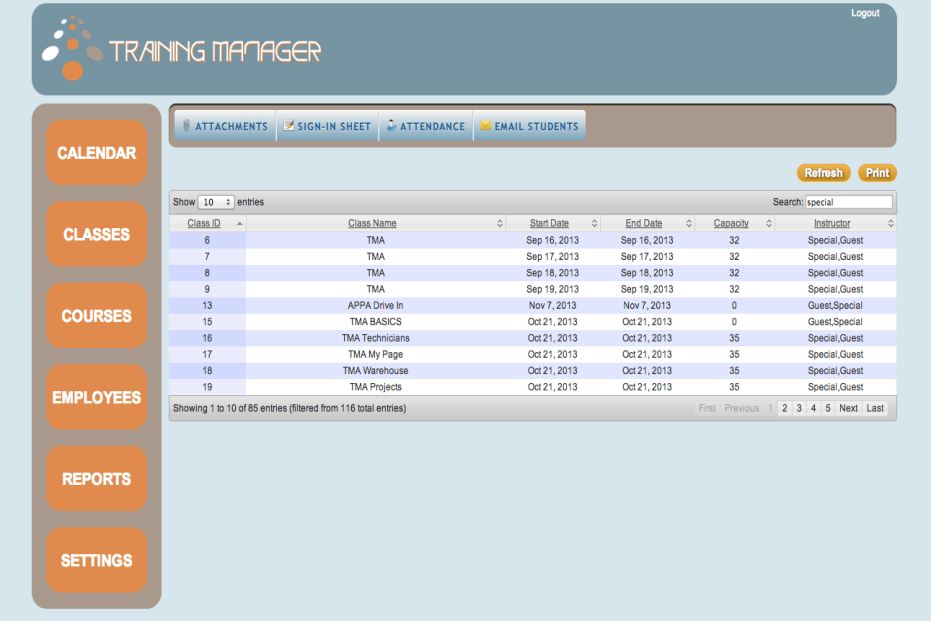 Logout
TRAINING MANAGER
CALENDAR
CLASSES
COURSES
EMPLOYEES
REPORTS
SETTINGS
ATTACHMENTS SIGN-IN SHEET ATTENDANCE EMAIL STUDENTS
Refresh Print
Show 10 entries Search: special
Class ID Class Name Start Date End Date Capacity Instructor
6 TMA Sep 16, 2013 Sep 16, 2013 32 Special,Guest
7 TMA Sep 17, 2013 Sep 17, 2013 32 Special,Guest
8 TMA Sep 18, 2013 Sep 18, 2013 32 Special,Guest
9 TMA Sep 19, 2013 Sep 19, 2013 32 Special,Guest
13 APPA Drive In Nov 7, 2013 Nov 7, 2013 0 Guest,Special
15 TMA BASICS Oct 21, 2013 Oct 21, 2013 0 Guest,Special
16 TMA Technicians Oct 21, 2013 Oct 21, 2013 35 Special,Guest
17 TMA My Page Oct 21, 2013 Oct 21, 2013 35 Special,Guest
18 TMA Warehouse Oct 21, 2013 Oct 21, 2013 35 Special,Guest
19 TMA Projects Oct 21, 2013 Oct 21, 2013 35 Special,Guest
Showing 1 to 10 of 85 entries (filtered from 116 total entries) First Previous 1 2 3 4 5 Next Last